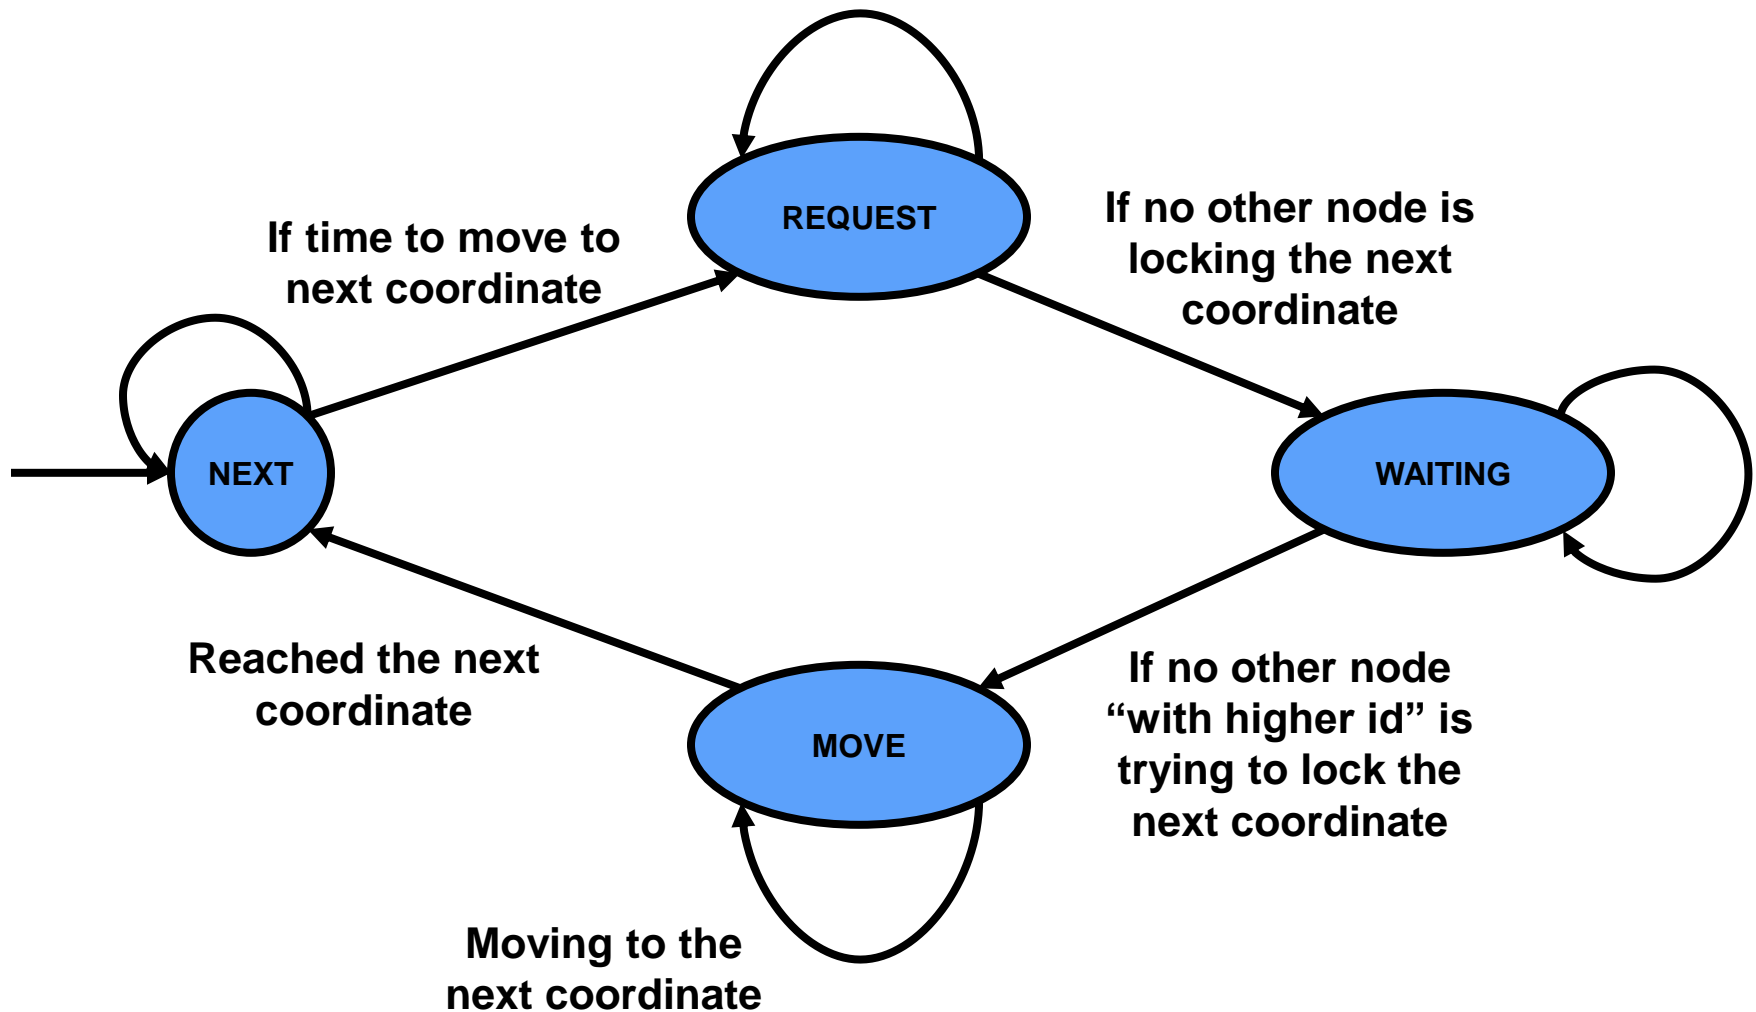 REQUEST
If time to move to
next coordinate
If no other node is
locking the next
coordinate
NEXT
WAITING
Reached the next
coordinate
MOVE
If no other node
“with higher id” is
trying to lock the
next coordinate
Moving to the
next coordinate